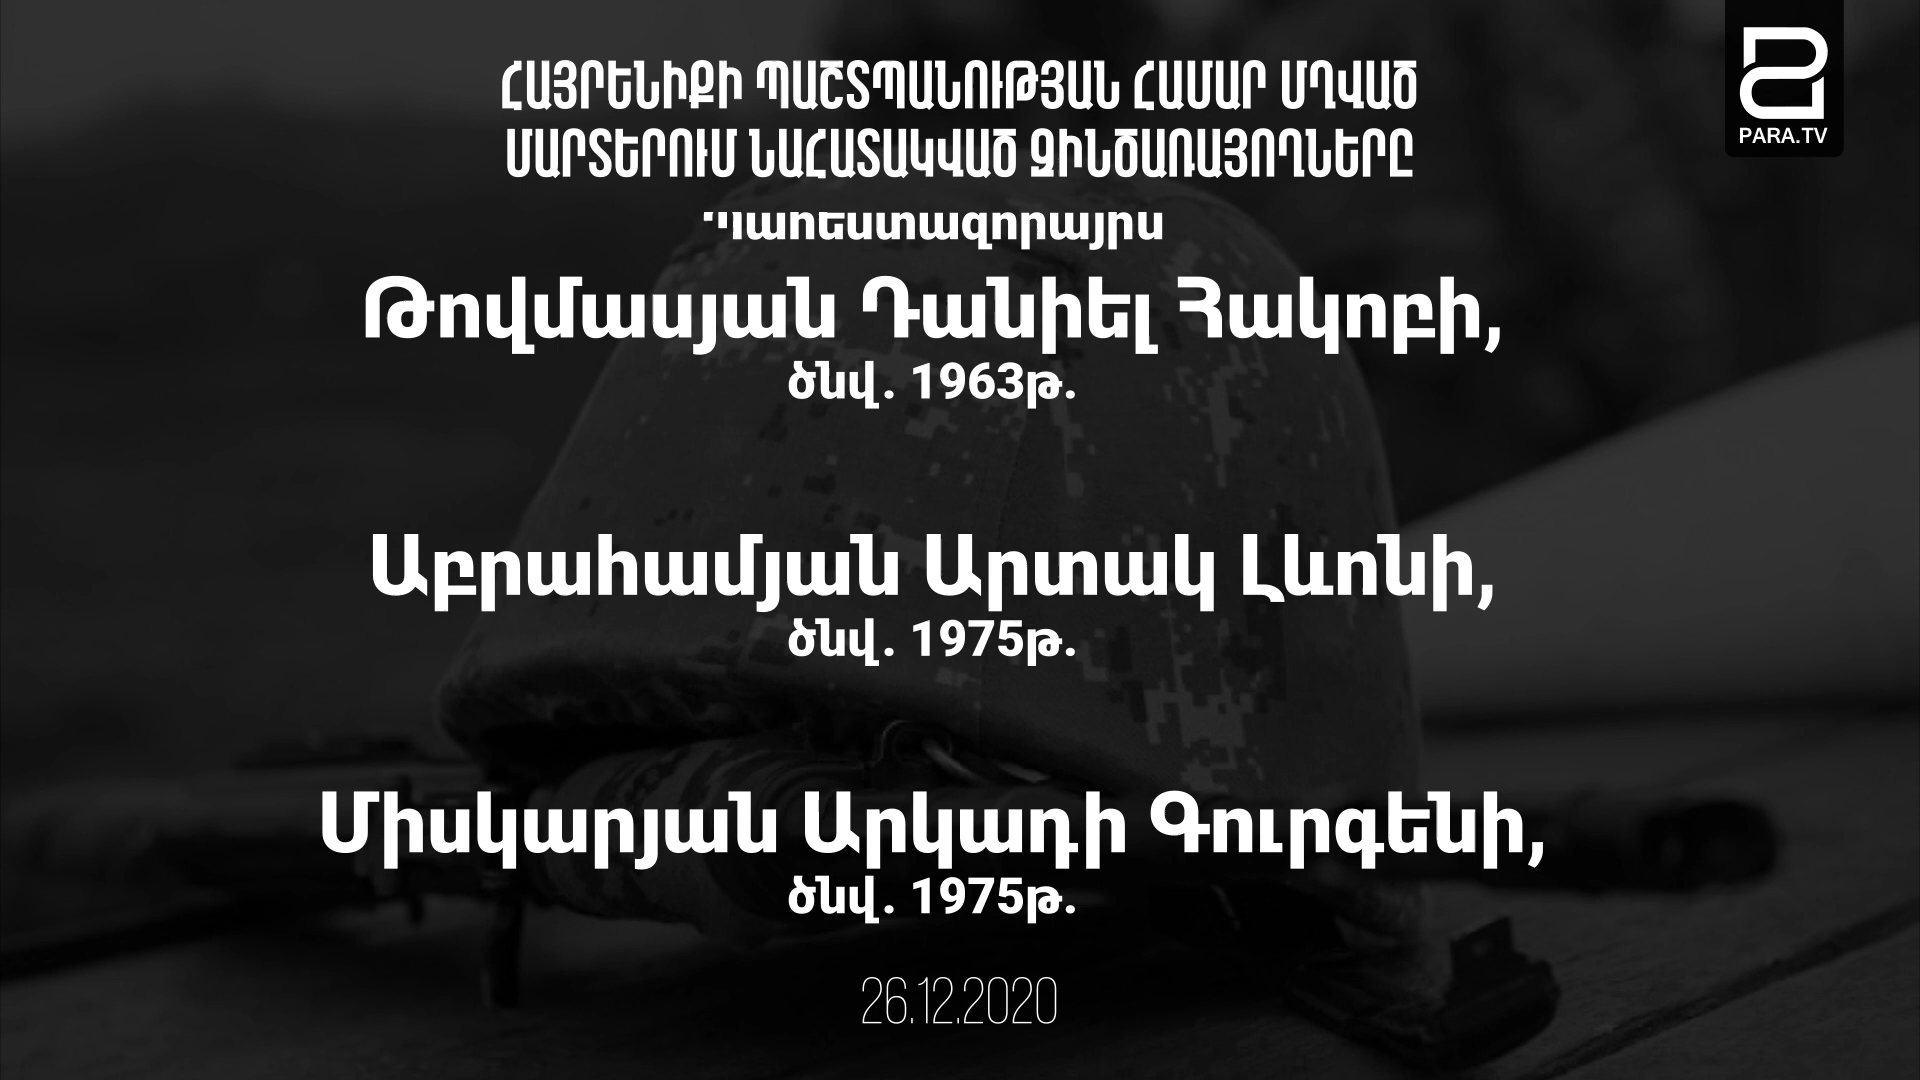 ՀԱՅՐԵՆԻՔԻ ՊԱՇՏՊԱՆՈՒԹՅԱՆ ՀԱՄԱՐ ՄՂՎԱԾ
ՄԱՐՏԵՐՈՒՄ ՆԱՀԱՏԱԿՎԱԾ ԶԻՆԾԱՌԱՅՈՂՆԵՐԸ
PARA.TV
Պահեստազորայիս
Թովմասյան Դանիել Հակոբի,
ծնվ. 1963թ.
Աբրահամյան Արտակ Լևոնի,
ծնվ. 1975թ.
Միսկարյան Արկադի Գուրգենի,
ծնվ. 1975թ.
26.12.2020